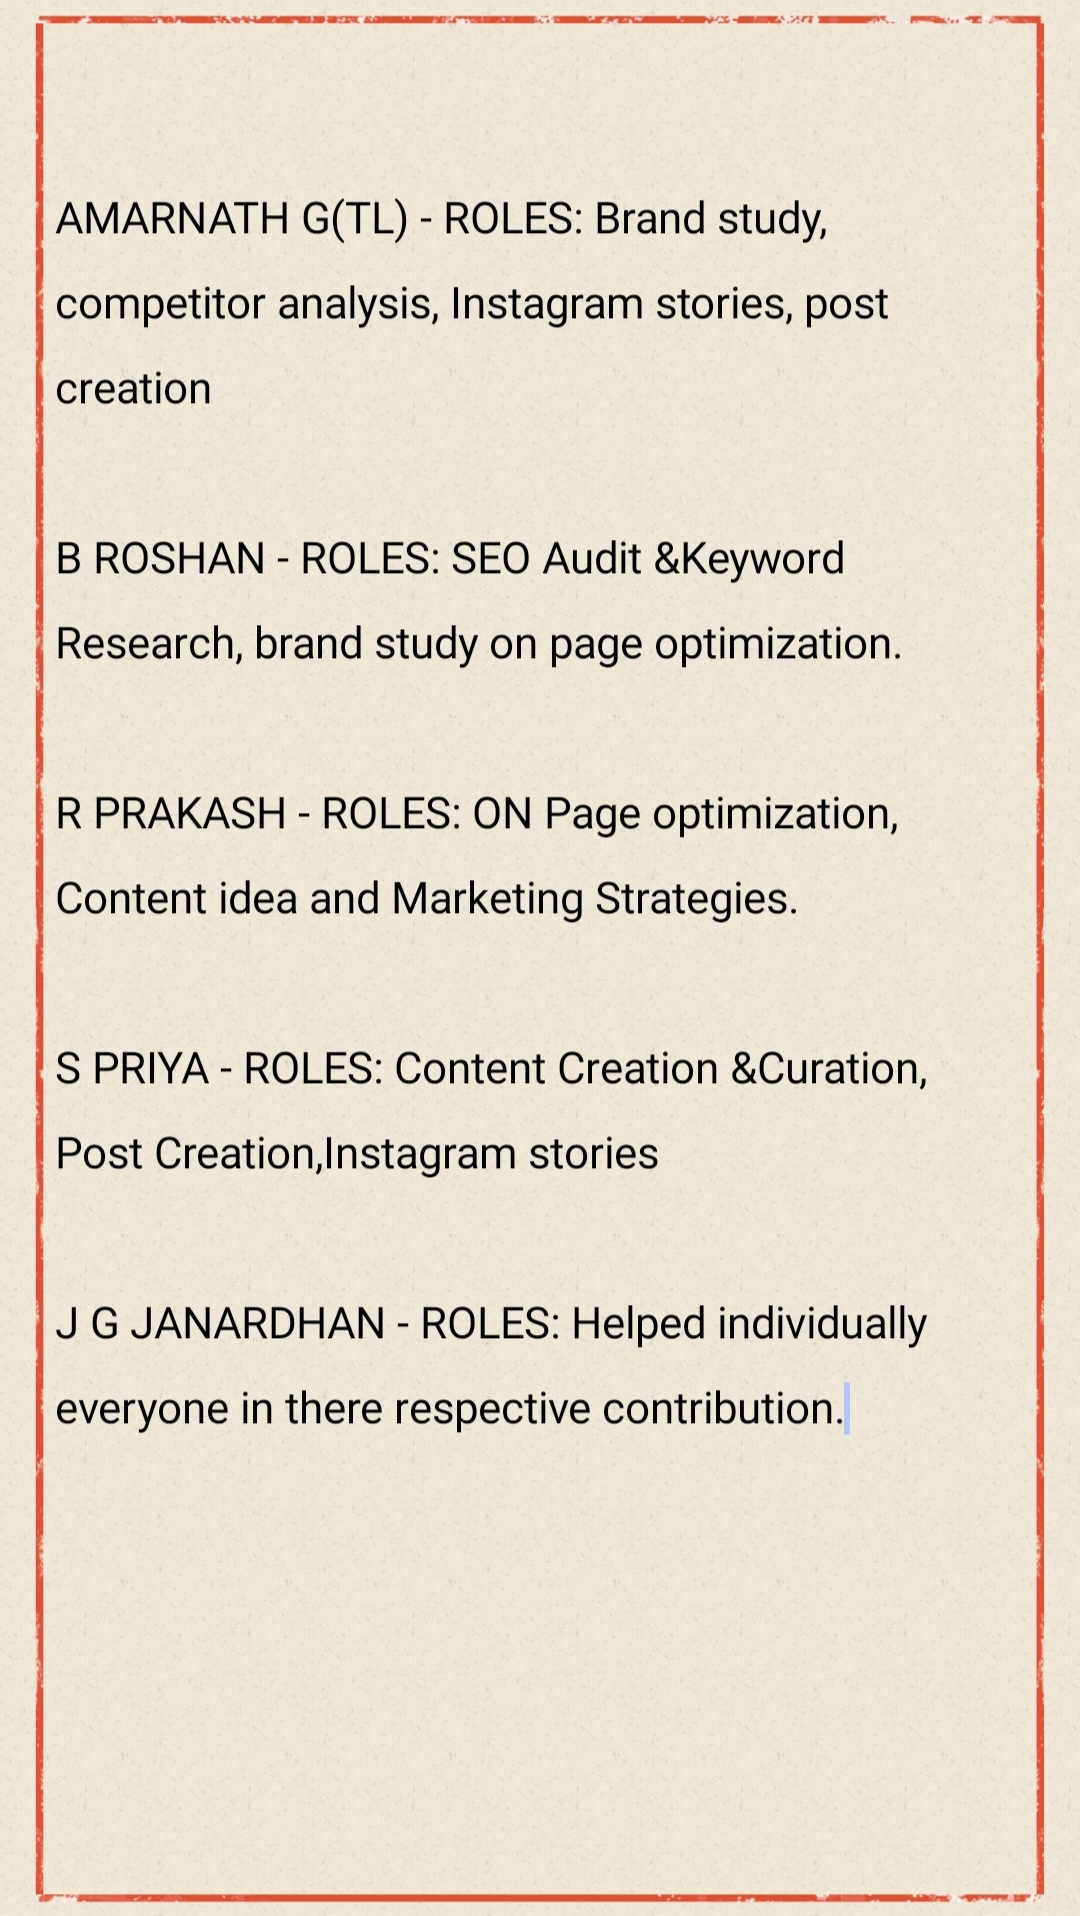 AMARNATH G(TL) - ROLES: Brand study,
competitor analysis, Instagram stories, post
creation
B ROSHAN - ROLES: SEO Audit &Keyword
Research, brand study on page optimization.
R PRAKASH - ROLES: ON Page optimization,
Content idea and Marketing Strategies.
S PRIYA - ROLES: Content Creation &Curation,
Post Creation,Instagram stories
J G JANARDHAN - ROLES: Helped individually
everyone in there respective contribution.